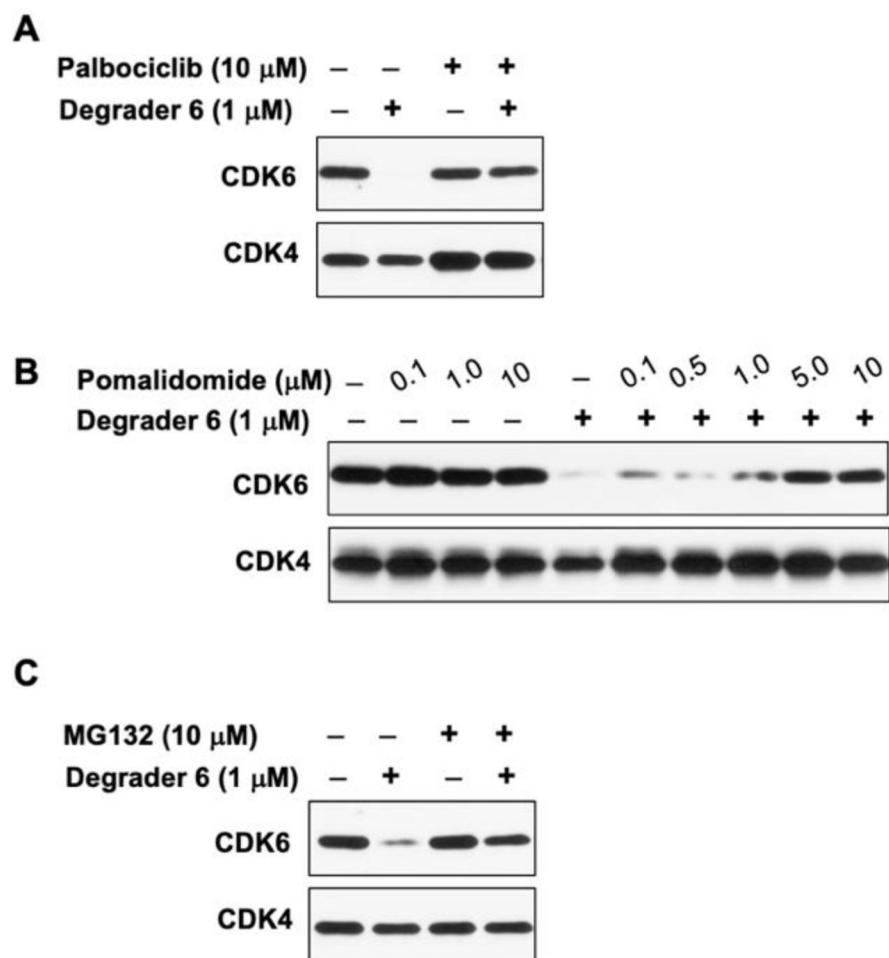 A
Palbociclib (10 μM) – – + +
Degrader 6 (1 μM) – + – +
CDK6
CDK4
B
Pomalidomide (μM) – 0.1 1.0 10 – 0.1 0.5 1.0 5.0 10
Degrader 6 (1 μM) – – – – + + + + + +
CDK6
CDK4
C
MG132 (10 μM) – – + +
Degrader 6 (1 μM) – + – +
CDK6
CDK4